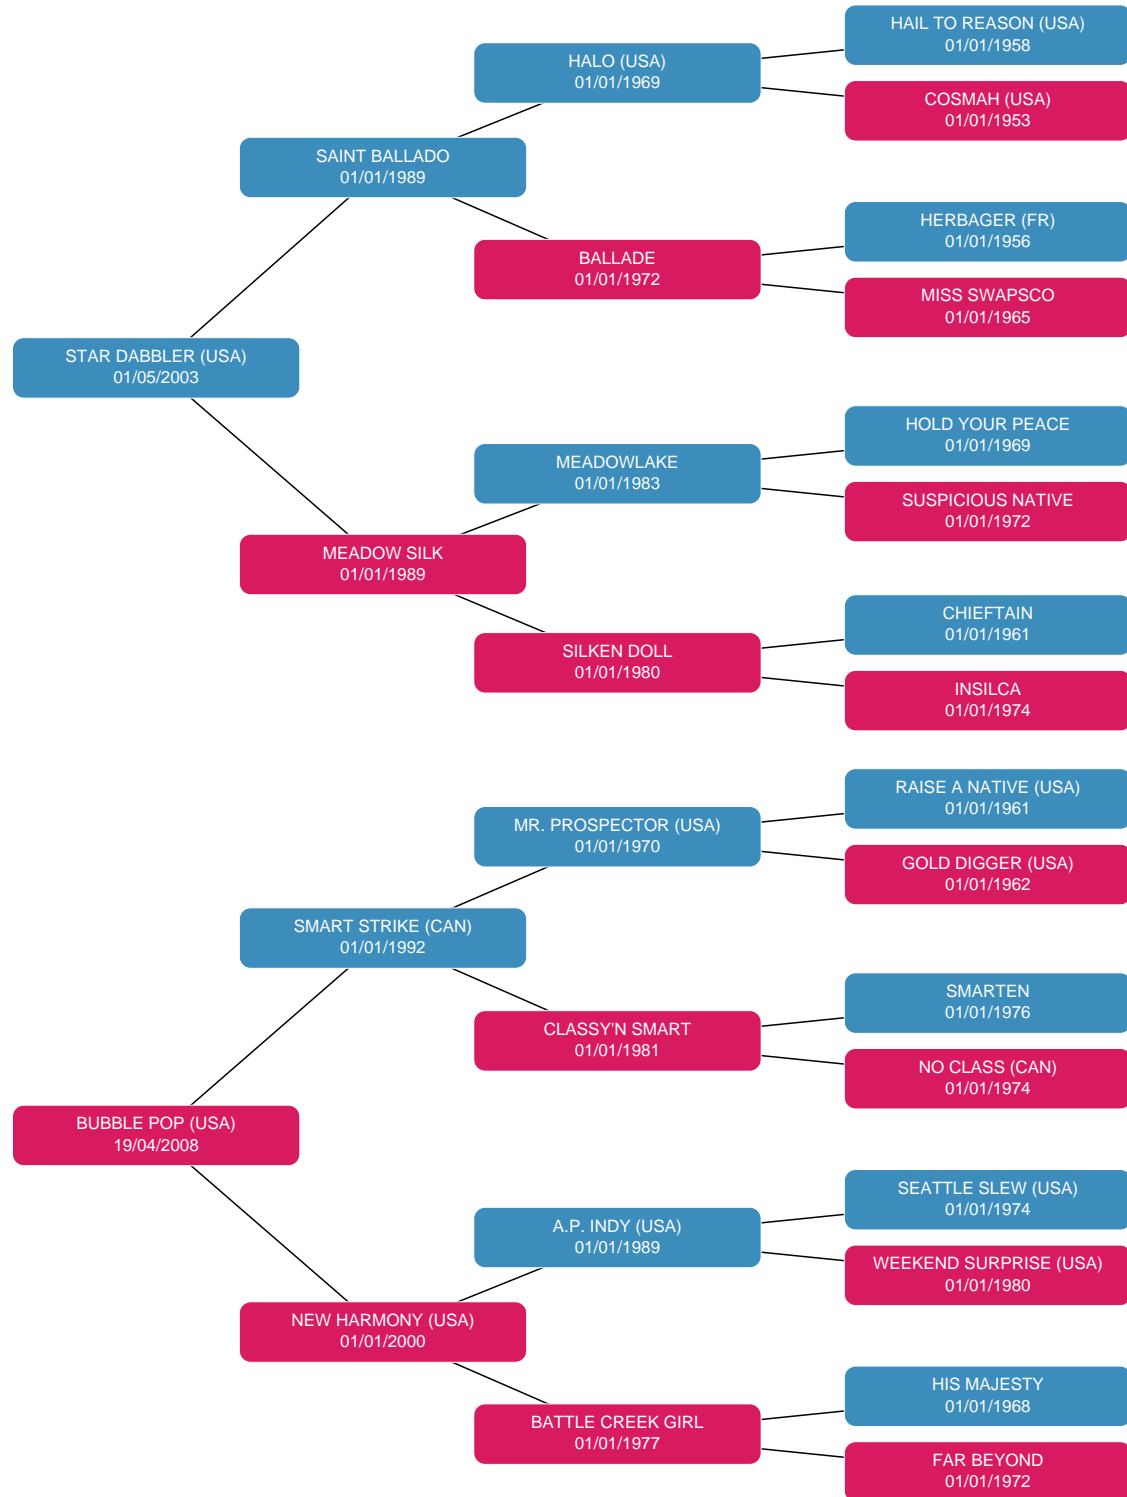 HAIL TO REASON (USA)
01/01/1958
HALO (USA)
01/01/1969
COSMAH (USA)
01/01/1953
SAINT BALLADO
01/01/1989
HERBAGER (FR)
01/01/1956
BALLADE
01/01/1972
MISS SWAPSCO
01/01/1965
STAR DABBLER (USA)
01/05/2003
HOLD YOUR PEACE
01/01/1969
MEADOWLAKE
01/01/1983
SUSPICIOUS NATIVE
01/01/1972
MEADOW SILK
01/01/1989
CHIEFTAIN
01/01/1961
SILKEN DOLL
01/01/1980
INSILCA
01/01/1974
RAISE A NATIVE (USA)
01/01/1961
MR. PROSPECTOR (USA)
01/01/1970
GOLD DIGGER (USA)
01/01/1962
SMART STRIKE (CAN)
01/01/1992
SMARTEN
01/01/1976
CLASSY'N SMART
01/01/1981
NO CLASS (CAN)
01/01/1974
BUBBLE POP (USA)
19/04/2008
SEATTLE SLEW (USA)
01/01/1974
A.P. INDY (USA)
01/01/1989
WEEKEND SURPRISE (USA)
01/01/1980
NEW HARMONY (USA)
01/01/2000
HIS MAJESTY
01/01/1968
BATTLE CREEK GIRL
01/01/1977
FAR BEYOND
01/01/1972